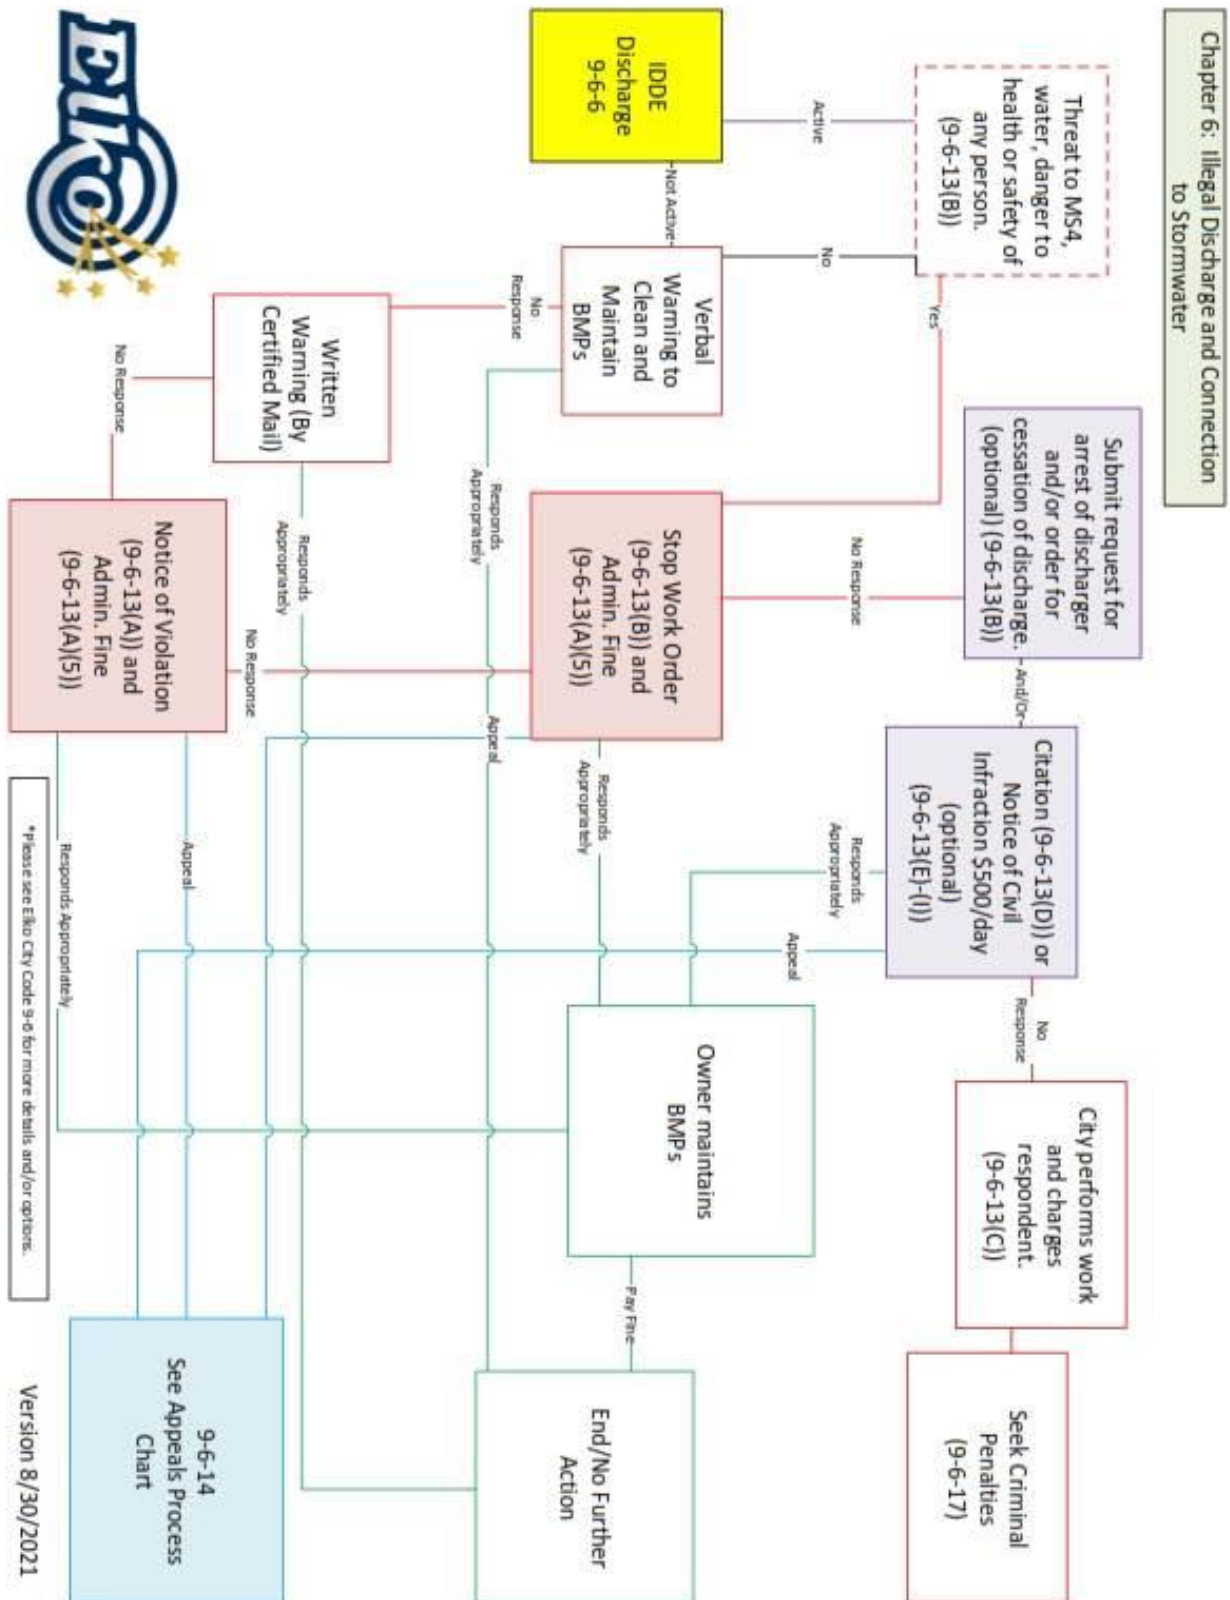 Chapter 6: Illegal Discharge and Connection
to Stormwater
Threat to MS4,
water, danger to
health or safety of
any person.
(9-6-13(B))
Active
No
Yes
IDDE
Discharge
9-6-6
Not Active
Verbal
Warning to
Clean and
Maintain
BMPs
No
Response
Responds
Appropriately
Written
Warning (By
Certified Mail)
No Response
Responds
Appropriately
Submit request for
arrest of discharger
and/or order for
cessation of discharge.
(optional) (9-6-13(B))
And/Or
No Response
Stop Work Order
(9-6-13(B)) and
Admin. Fine
(9-6-13(A)(5))
No Response
Appeal
Responds
Appropriately
Notice of Violation
(9-6-13(A)) and
Admin. Fine
(9-6-13(A)(5))
Appeal
Responds Appropriately
Citation (9-6-13(D)) or
Notice of Civil
Infraction $500/day
(optional)
(9-6-13(E)-(I))
Responds
Appropriately
Appeal
No
Response
City performs work
and charges
respondent.
(9-6-13(C))
Seek Criminal
Penalties
(9-6-17)
Owner maintains
BMPs
Pay Fine
End/No Further
Action
9-6-14
See Appeals Process
Chart
*Please see Elko City Code 9-6 for more details and/or options.
Elko
Version 8/30/2021